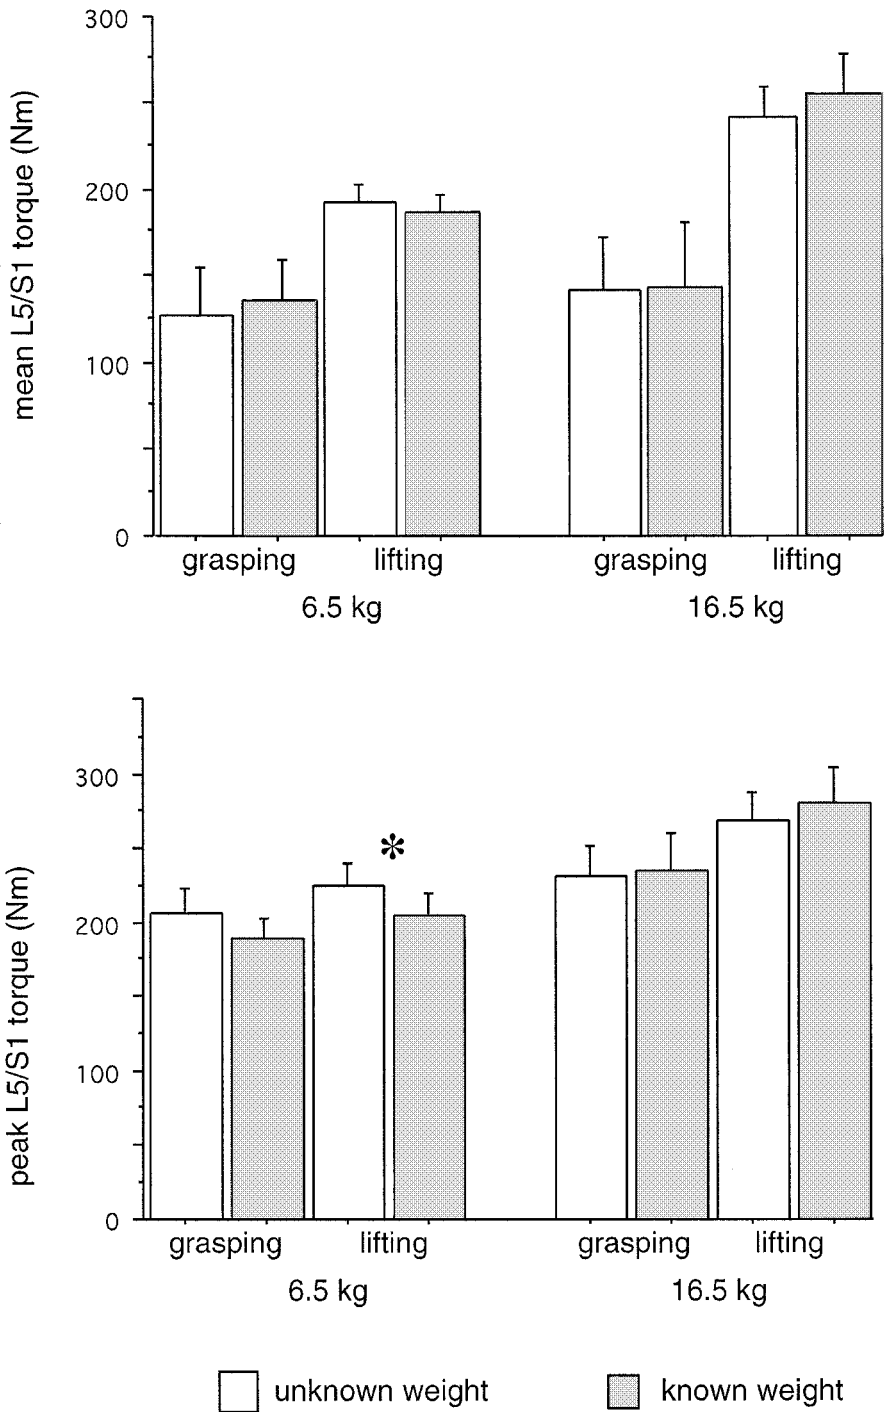 mean L5/S1 torque (Nm)
300
200
100
0
grasping lifting grasping lifting
6.5 kg 16.5 kg
peak L5/S1 torque (Nm)
300
200
100
0
*
grasping lifting grasping lifting
6.5 kg 16.5 kg
unknown weight known weight